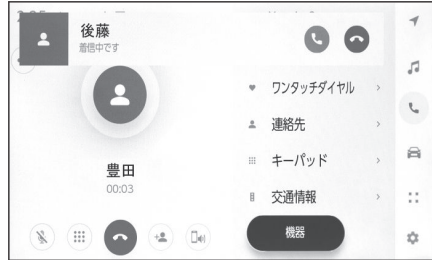 後藤
着信中です
ワンタッチダイヤル
連絡先
キーパッド
交通情報
機器
豊田
00:03